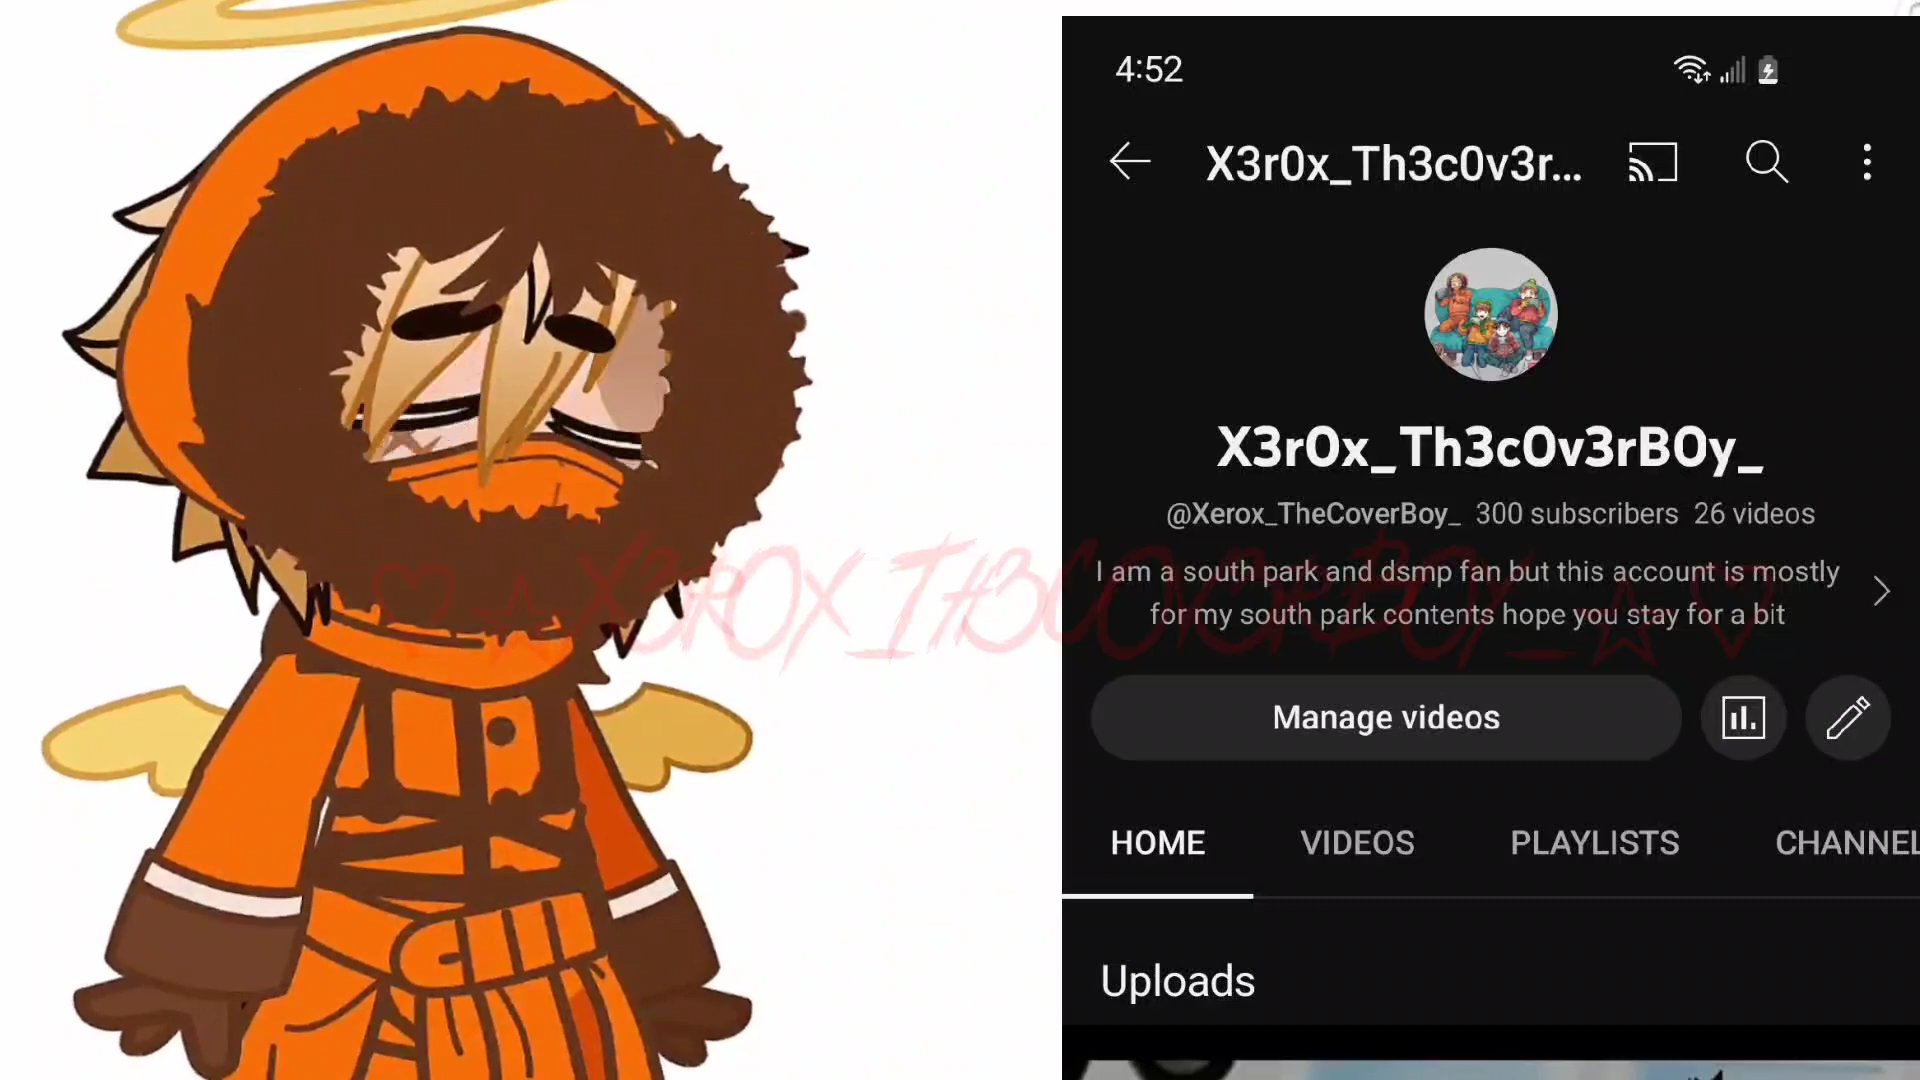 4:52
X3r0x_Th3c0v3r...
X3r0x_Th3c0v3rB0y_
@Xerox_TheCoverBoy_ 300 subscribers 26 videos
I am a south park and dsmp fan but this account is mostly
for my south park contents hope you stay for a bit
♡☆X3r0x_Th3c0v3rB0y_☆♡
Manage videos
HOME VIDEOS PLAYLISTS CHANNEL
Uploads